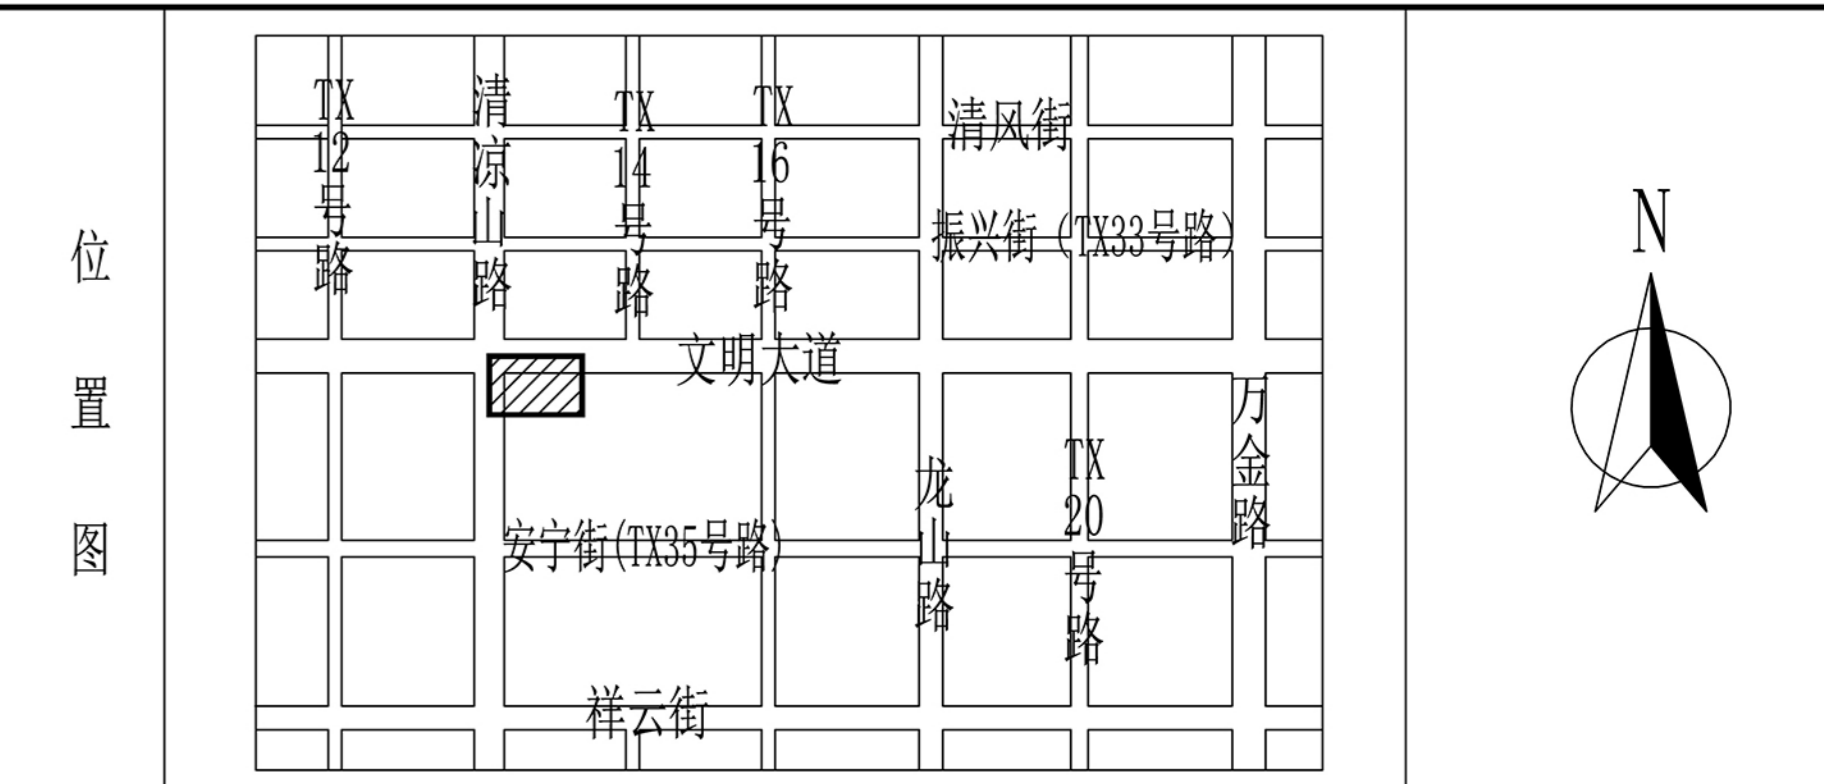 位置图
TX12号路
清凉山路
TX14号路
TX16号路
清风街
振兴街（TX33号路）
文明大道
万金路
龙山路
TX20号路
安宁街(TX35号路)
祥云街
N